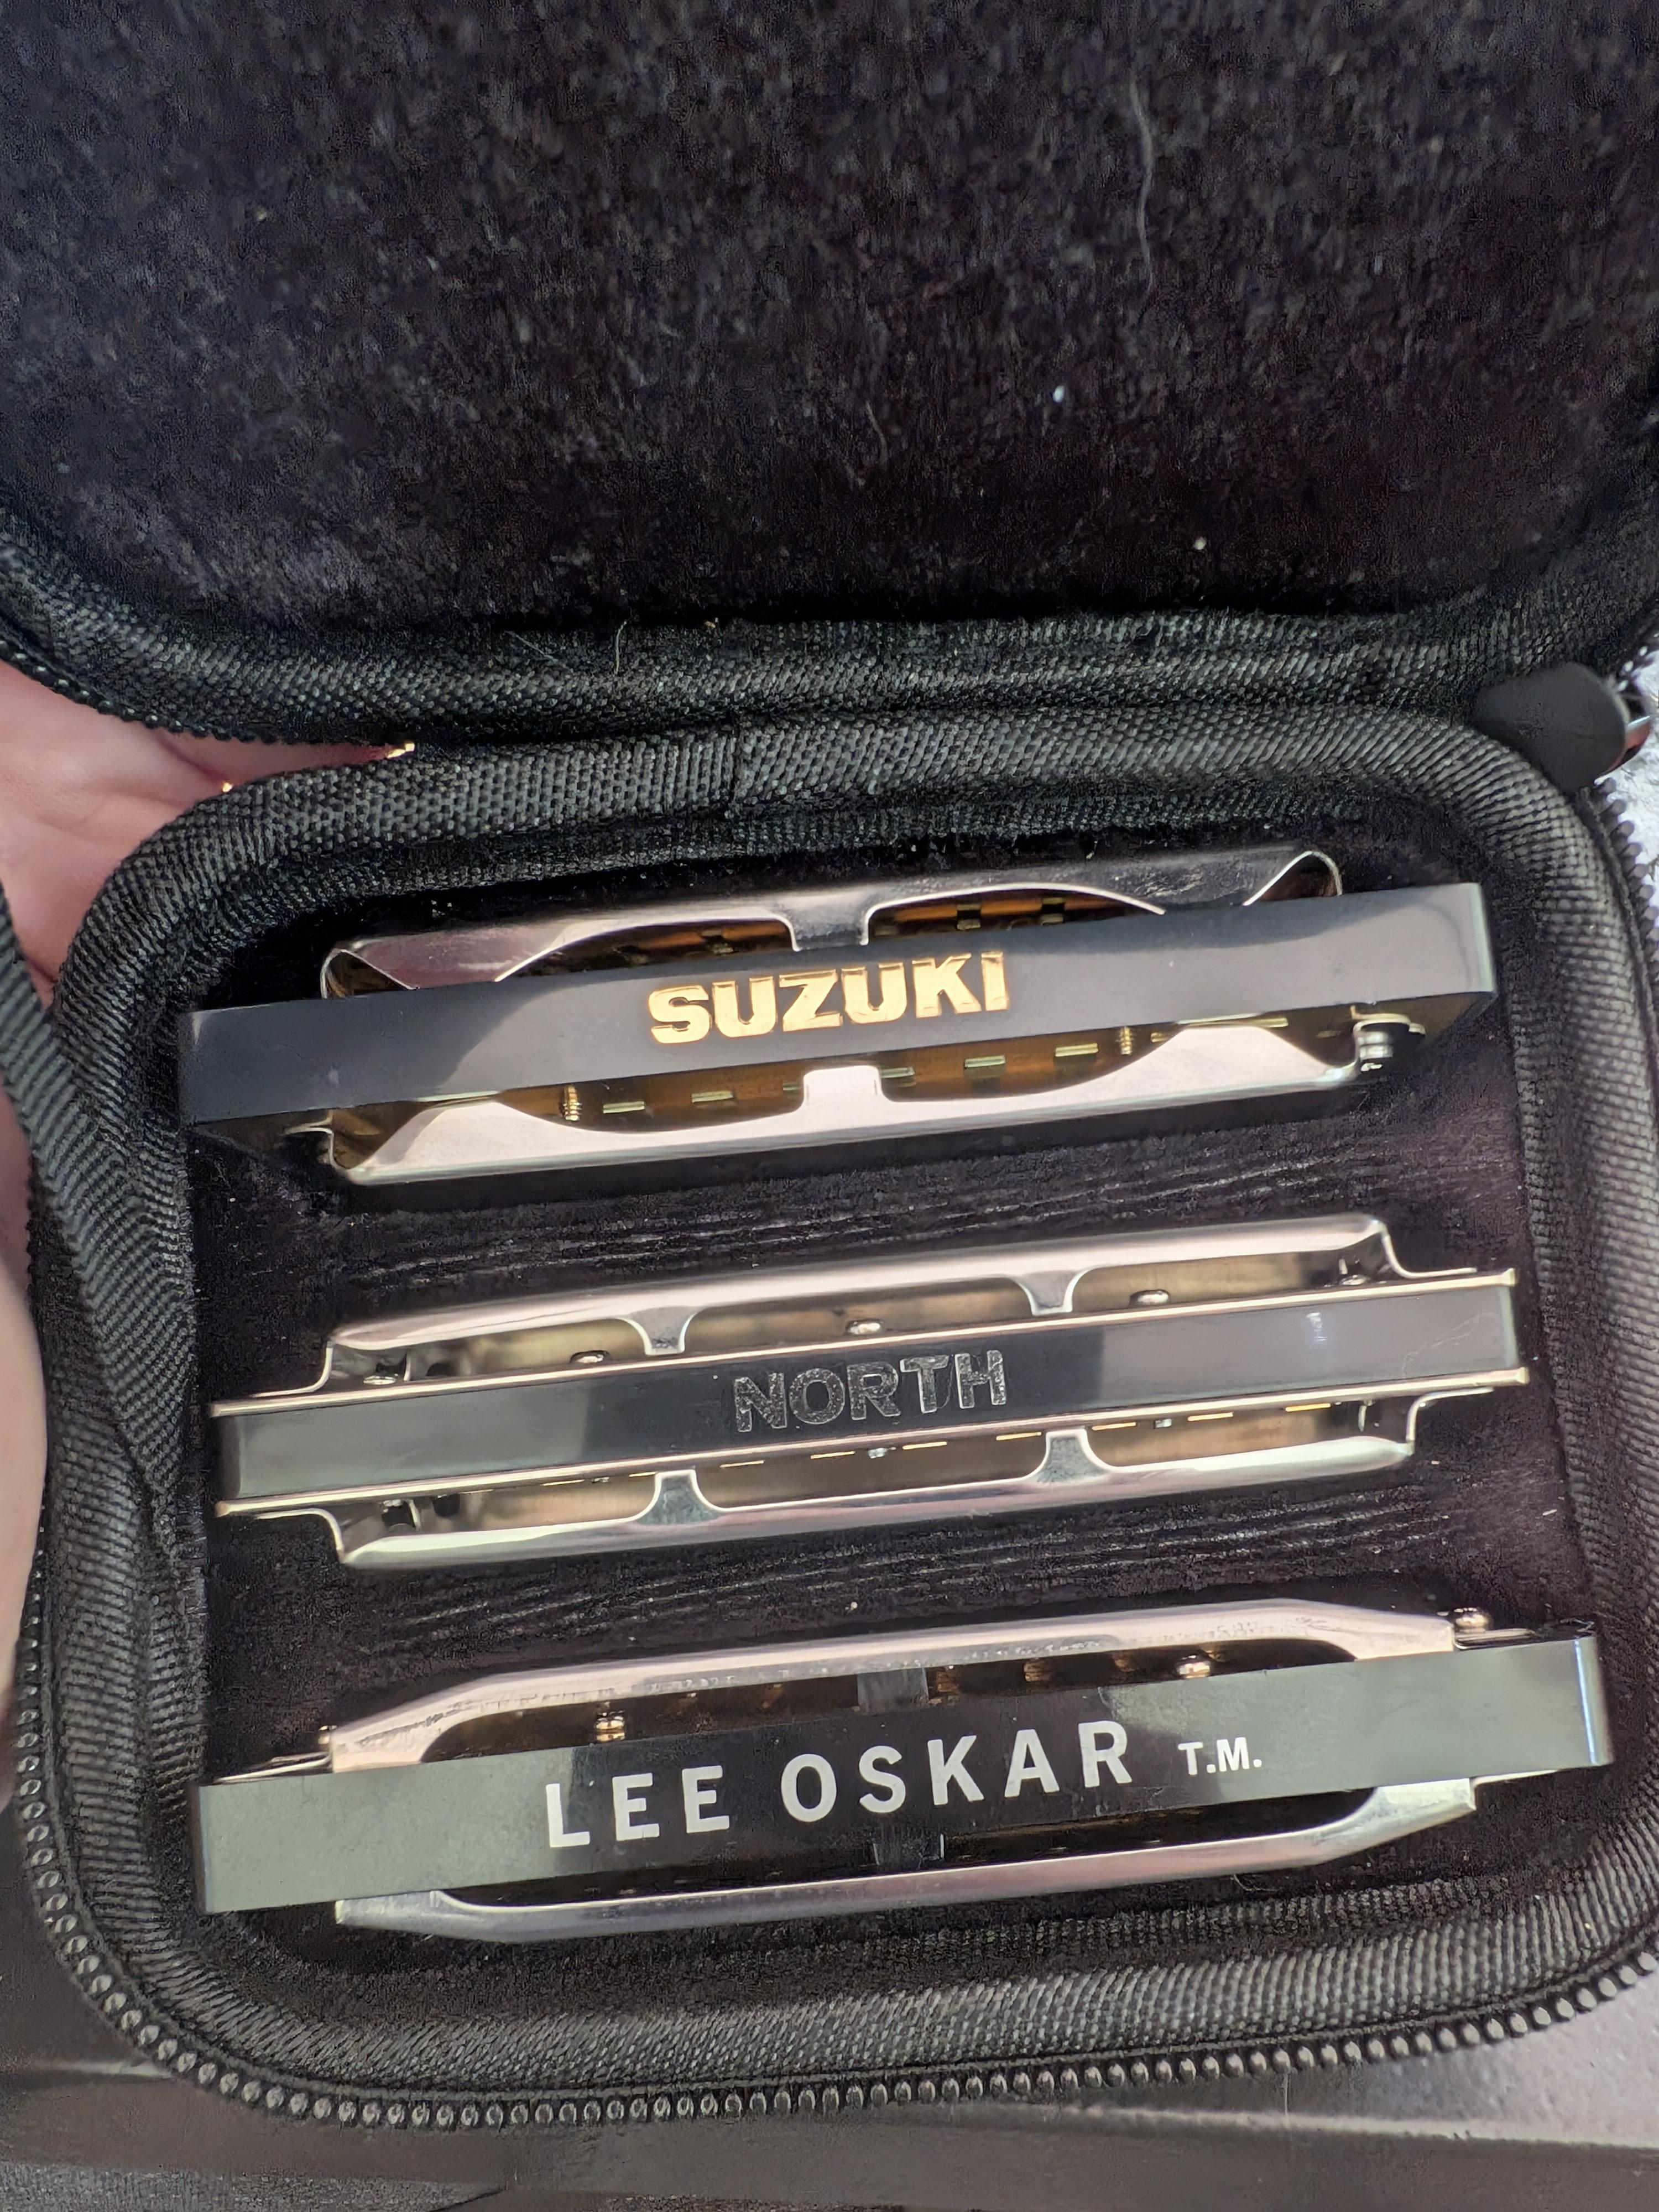 SUZUKI
NORTH
LEE OSKAR T.M.